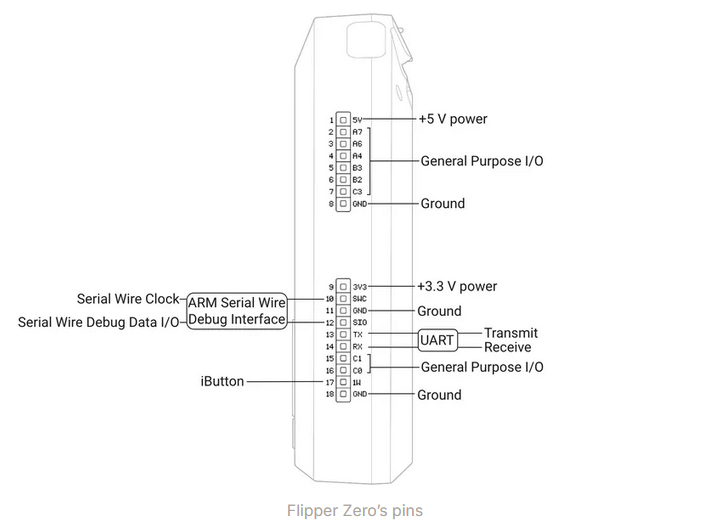 1 5V +5 V power
2 A7
3 A6
4 A4 General Purpose I/O
5 B3
6 B2
7 C3
8 GND Ground
9 3V3 +3.3 V power
Serial Wire Clock ARM Serial Wire 10 SWC
11 GND Ground
Serial Wire Debug Data I/O Debug Interface 12 SIO
13 TX UART Transmit
14 RX Receive
15 C1 General Purpose I/O
16 C0
iButton 17 1W
18 GND Ground
Flipper Zero's pins